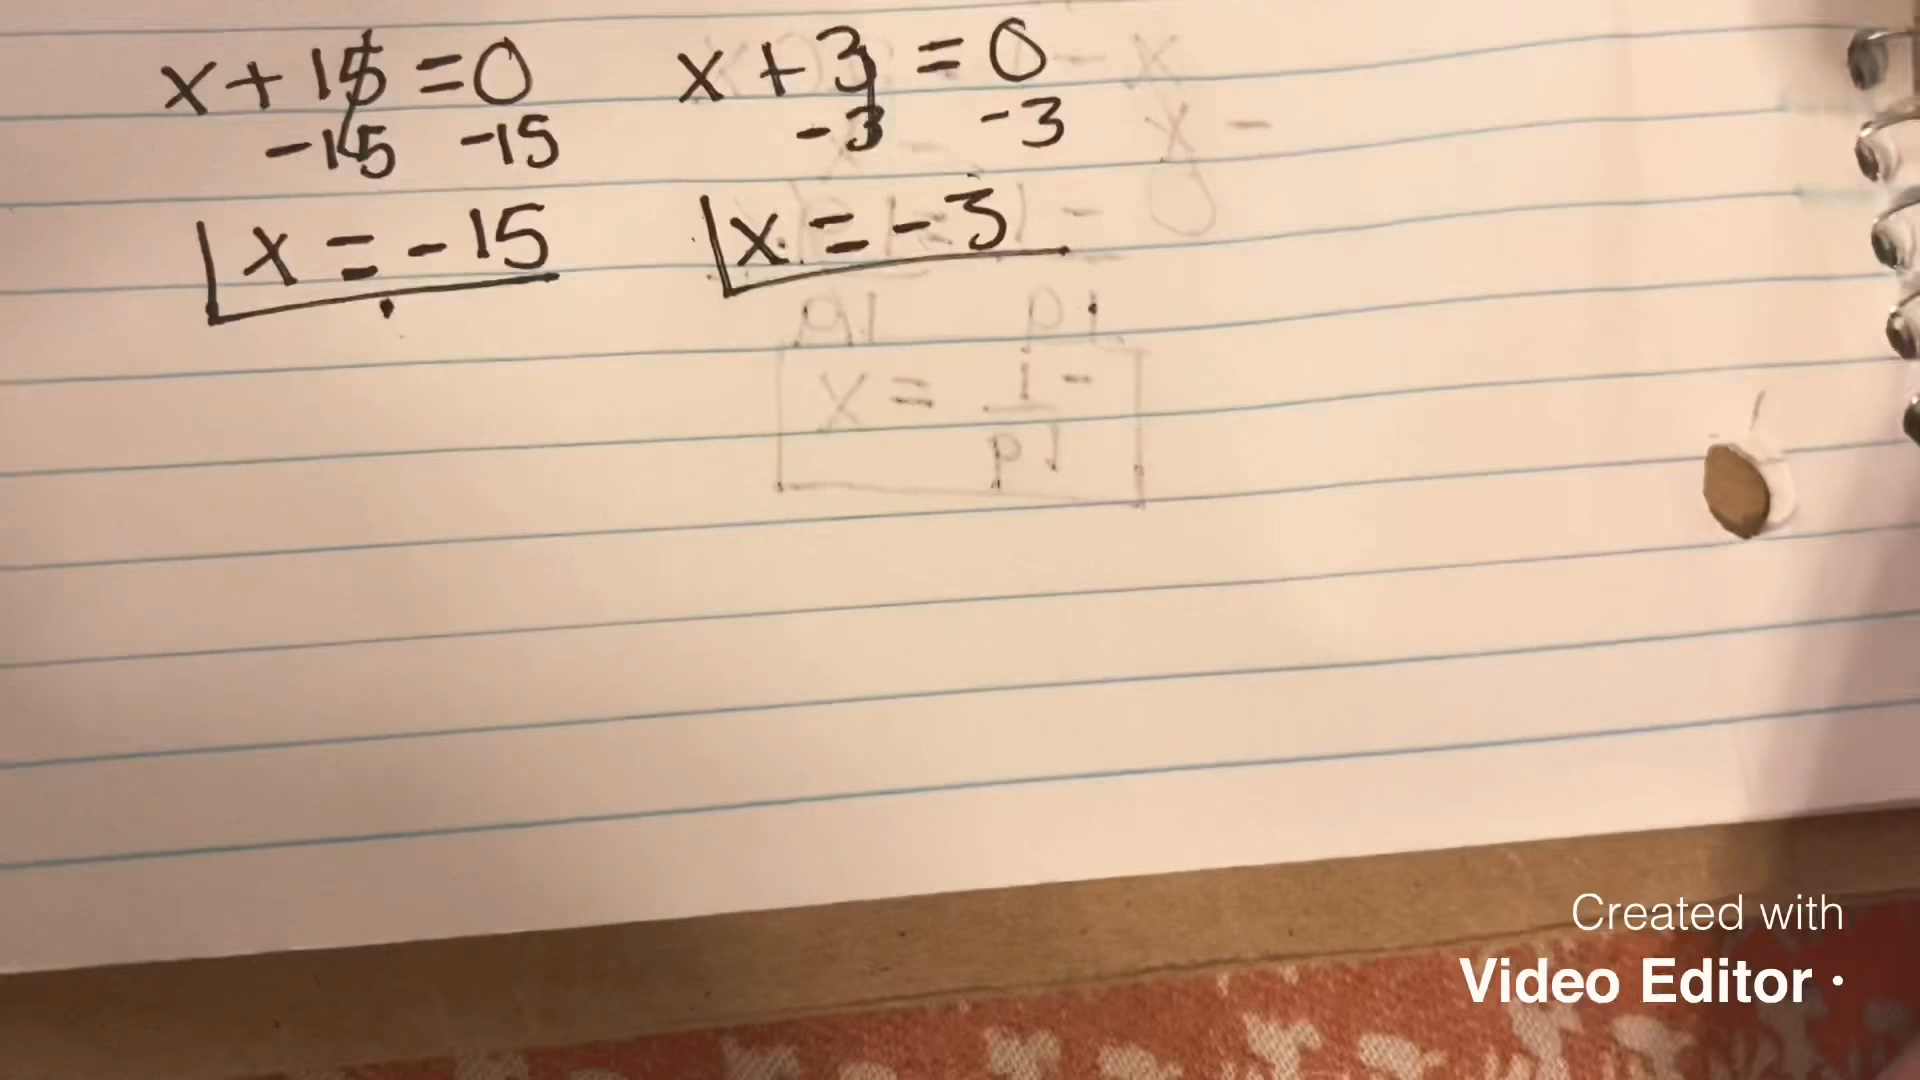 x + 15 = 0
-15 -15
x = -15
x + 3 = 0
-3 -3
x = -3
Created with
Video Editor